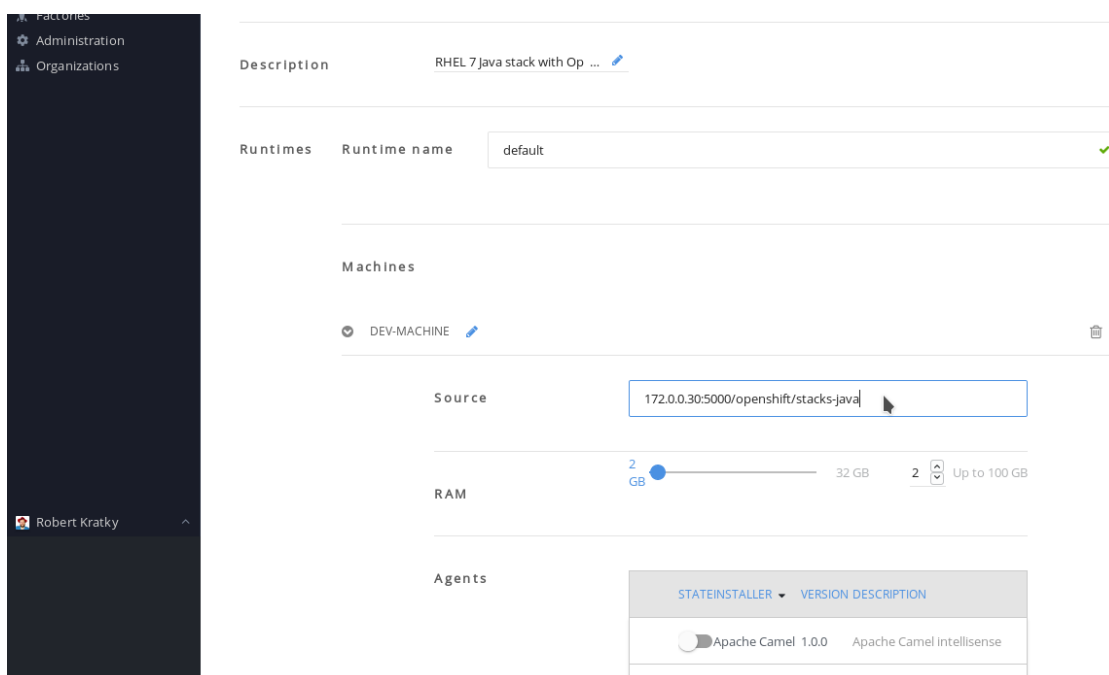 Factories
Administration
Organizations
Description
RHEL 7 Java stack with Op ...
Runtimes
Runtime name
default
Machines
DEV-MACHINE
Source
172.0.0.30:5000/openshift/stacks-java
RAM
2 GB
32 GB
2
Up to 100 GB
Robert Kratky
Agents
STATE INSTALLER VERSION DESCRIPTION
Apache Camel 1.0.0 Apache Camel intellisense